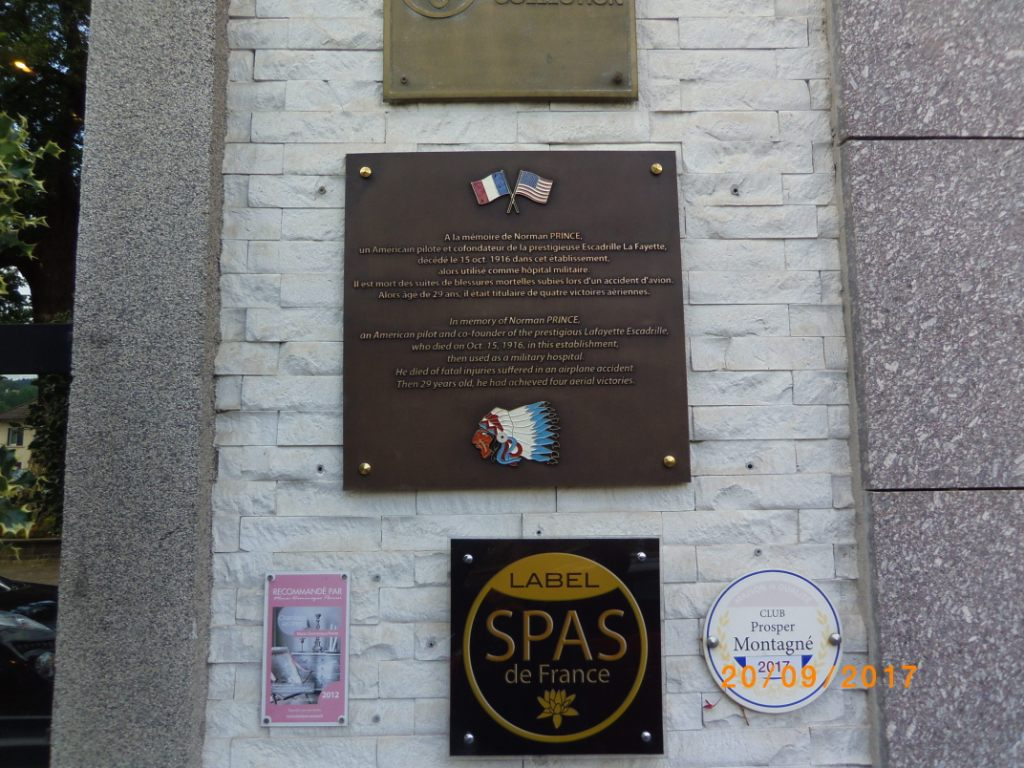 COLLECTION
A la mémoire de Norman PRINCE,
un Americain pilote et cofondateur de la prestigieuse Escadrille La Fayette,
décédé le 15 oct. 1916 dans cet établissement,
alors utilisé comme hôpital militaire.
Il est mort des suites de blessures mortelles subies lors d'un accident d'avion.
Alors âge de 29 ans, il était titulaire de quatre victoires aériennes.
In memory of Norman PRINCE,
an American pilot and co-founder of the prestigious Lafayette Escadrille,
who died on Oct. 15, 1916, in this establishment,
then used as a military hospital.
He died of fatal injuries suffered in an airplane accident
Then 29 years old, he had achieved four aerial victories.
RECOMMANDÉ PAR
2012
LABEL
SPAS
de France
CLUB
Prosper
Montagné
2017
20/09/2017